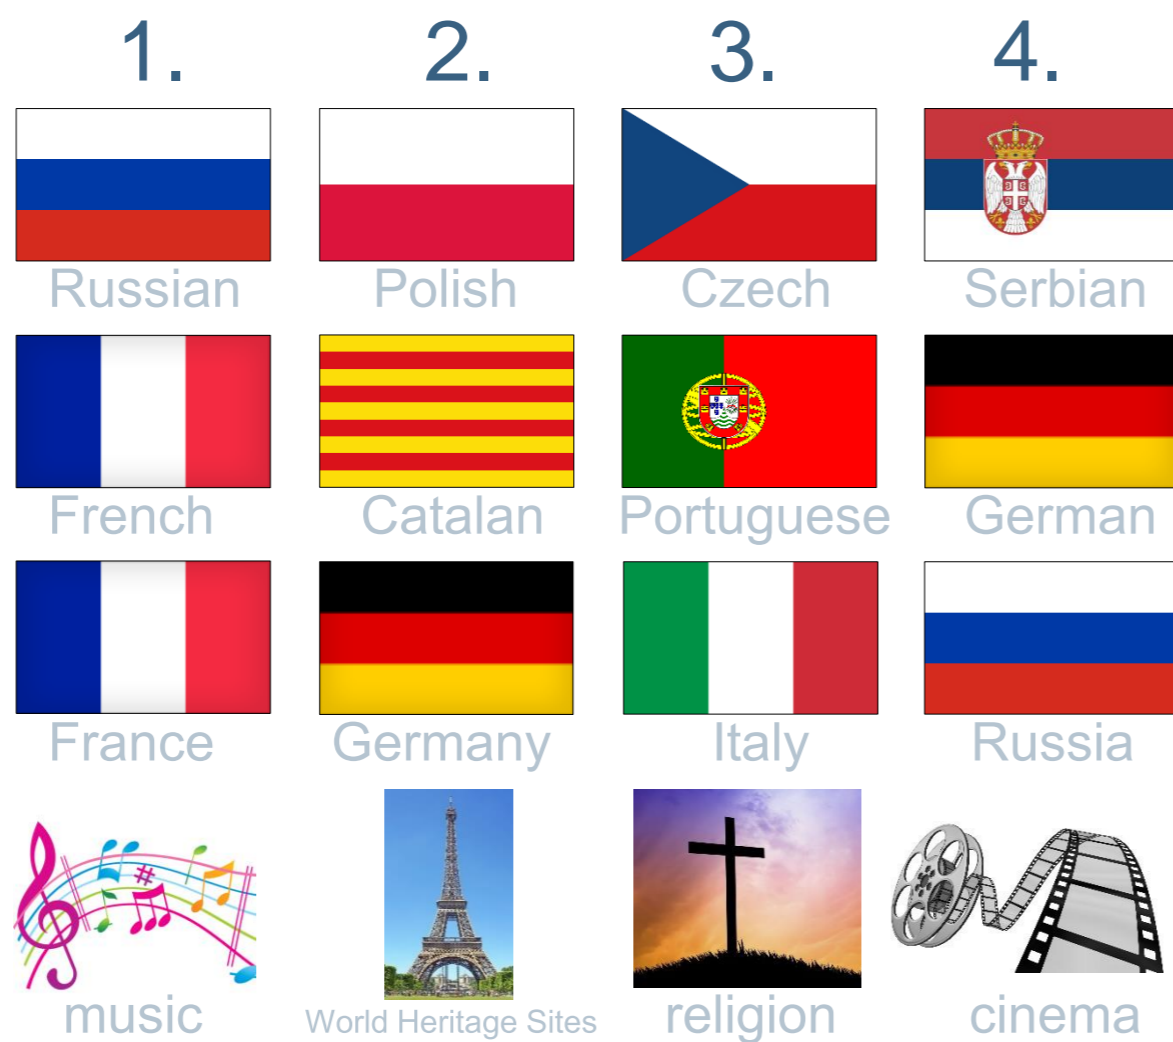 1. 2. 3. 4.
Russian Polish Czech Serbian
French Catalan Portuguese German
France Germany Italy Russia
music World Heritage Sites religion cinema